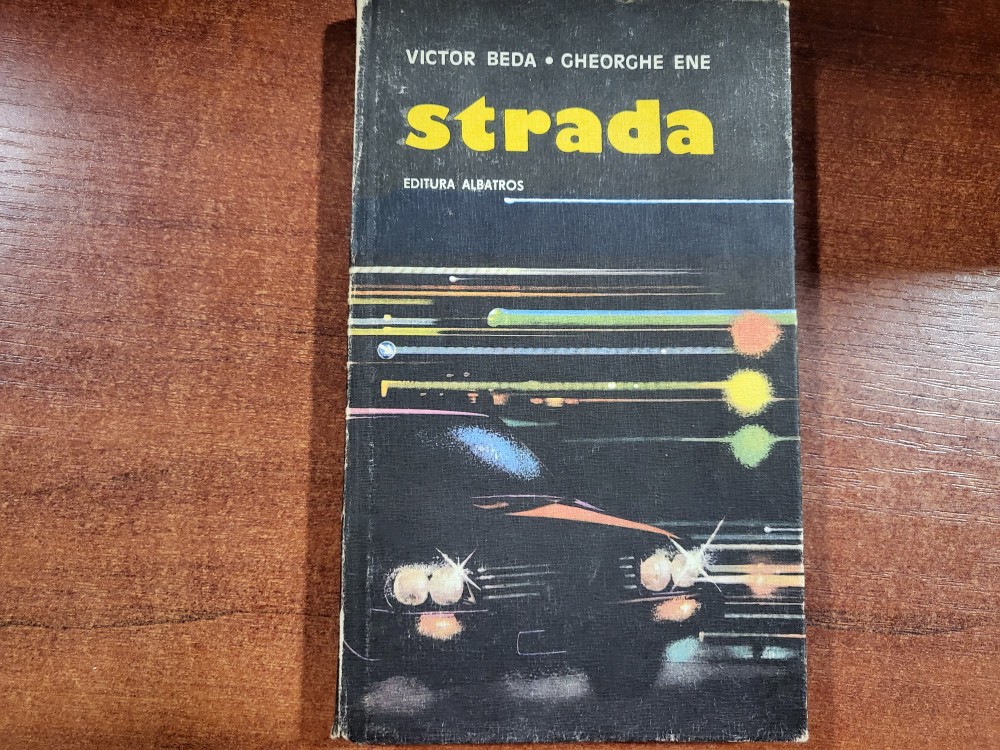 VICTOR BEDA • GHEORGHE ENE
strada
EDITURA ALBATROS